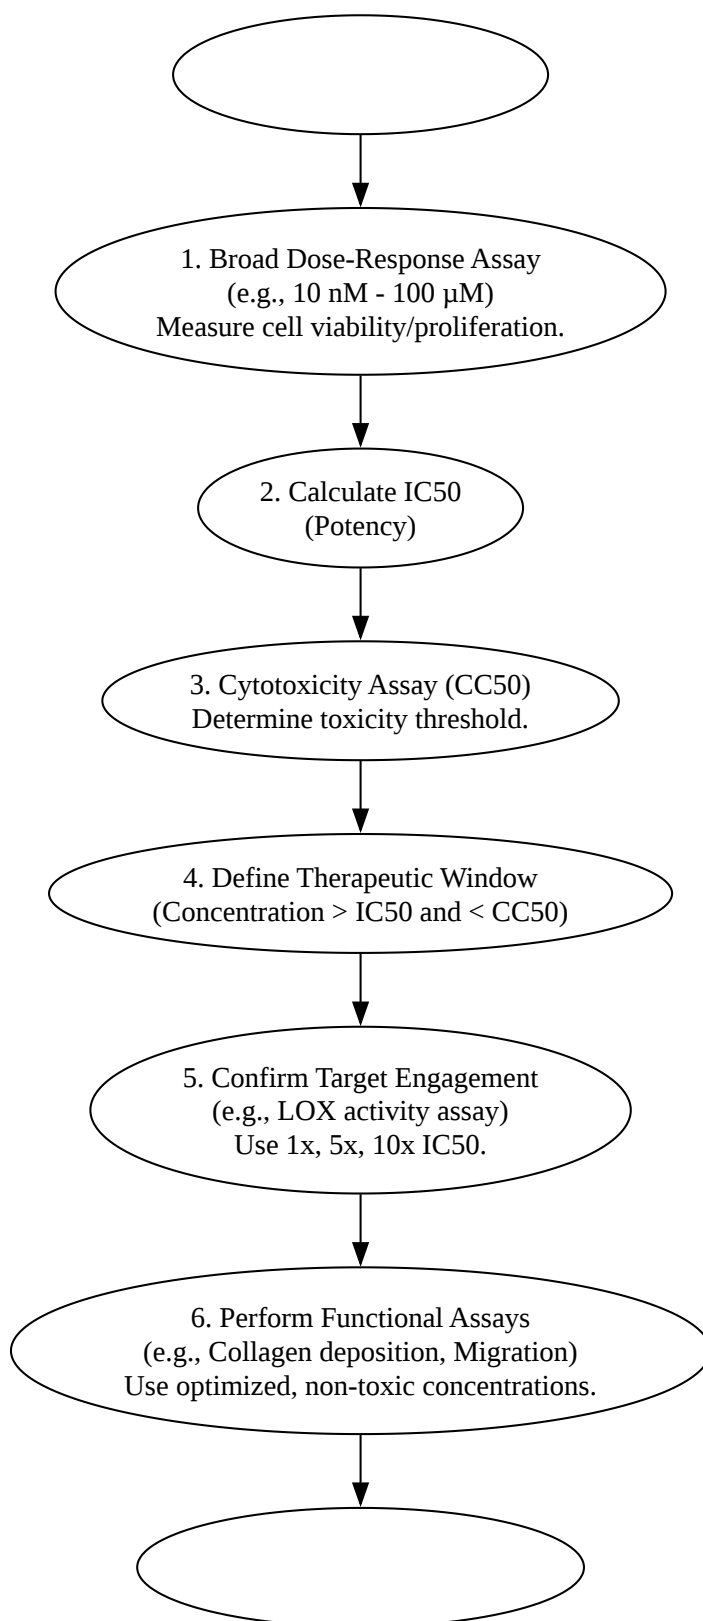 1. Broad Dose-Response Assay
(e.g., 10 nM - 100 µM)
Measure cell viability/proliferation.
2. Calculate IC50
(Potency)
3. Cytotoxicity Assay (CC50)
Determine toxicity threshold.
4. Define Therapeutic Window
(Concentration > IC50 and < CC50)
5. Confirm Target Engagement
(e.g., LOX activity assay)
Use 1x, 5x, 10x IC50.
6. Perform Functional Assays
(e.g., Collagen deposition, Migration)
Use optimized, non-toxic concentrations.